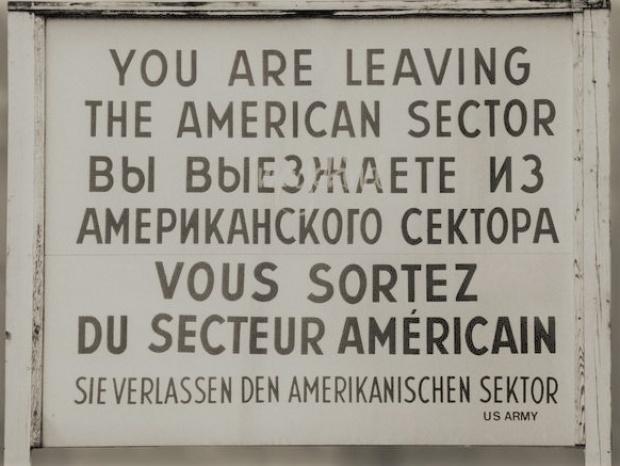 YOU ARE LEAVING
THE AMERICAN SECTOR
ВЫ ВЫЕЗЖАЕТЕ ИЗ
АМЕРИКАНСКОГО СЕКТОРА
VOUS SORTEZ
DU SECTEUR AMÉRICAIN
SIE VERLASSEN DEN AMERIKANISCHEN SEKTOR
US ARMY